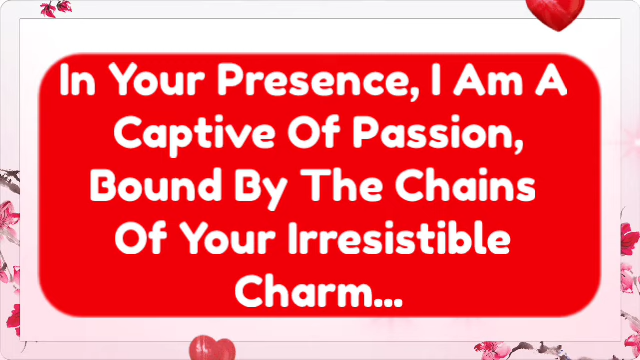 In Your Presence, I Am A
Captive Of Passion,
Bound By The Chains
Of Your Irresistible
Charm...